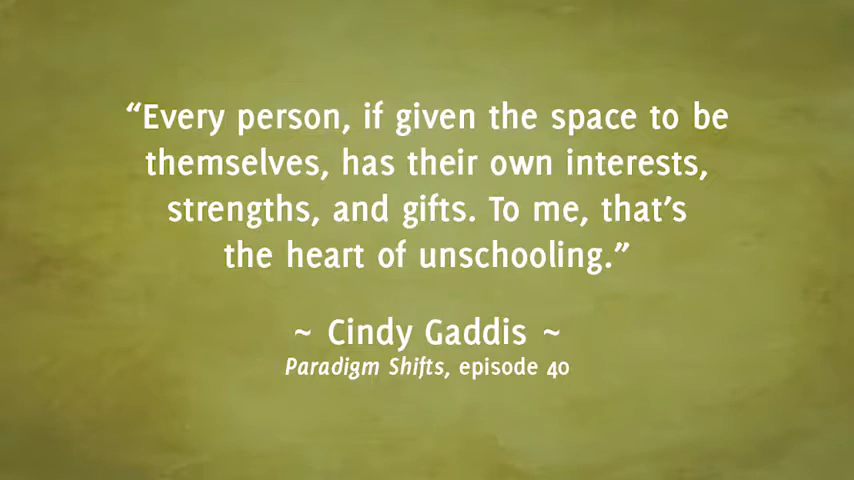 “Every person, if given the space to be
themselves, has their own interests,
strengths, and gifts. To me, that’s
the heart of unschooling.”
~ Cindy Gaddis ~
Paradigm Shifts, episode 40